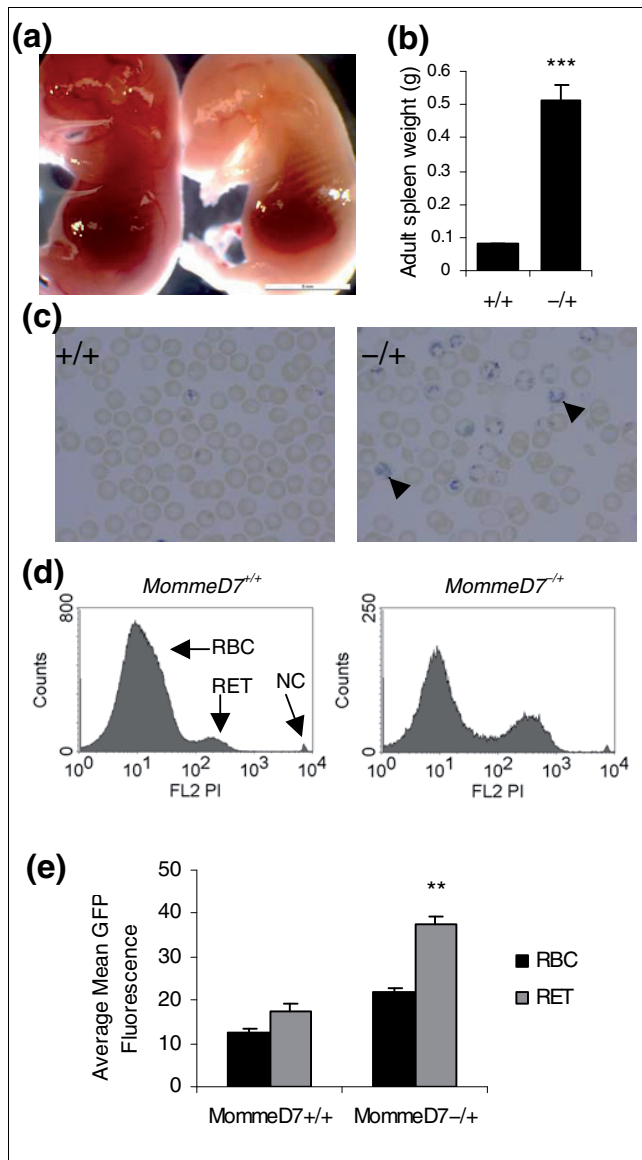 (a)
(b)
***
Adult spleen weight (g)
0.6
0.5
0.4
0.3
0.2
0.1
0
+/+
−/+
(c)
+/+
−/+
(d)
MommeD7+/+
MommeD7−/+
800
Counts
0
RBC
RET
NC
10⁰ 10¹ 10² 10³ 10⁴
FL2 PI
250
Counts
0
10⁰ 10¹ 10² 10³ 10⁴
FL2 PI
(e)
Average Mean GFP
Fluorescence
50
40
30
20
10
0
**
MommeD7+/+
MommeD7−/+
RBC
RET